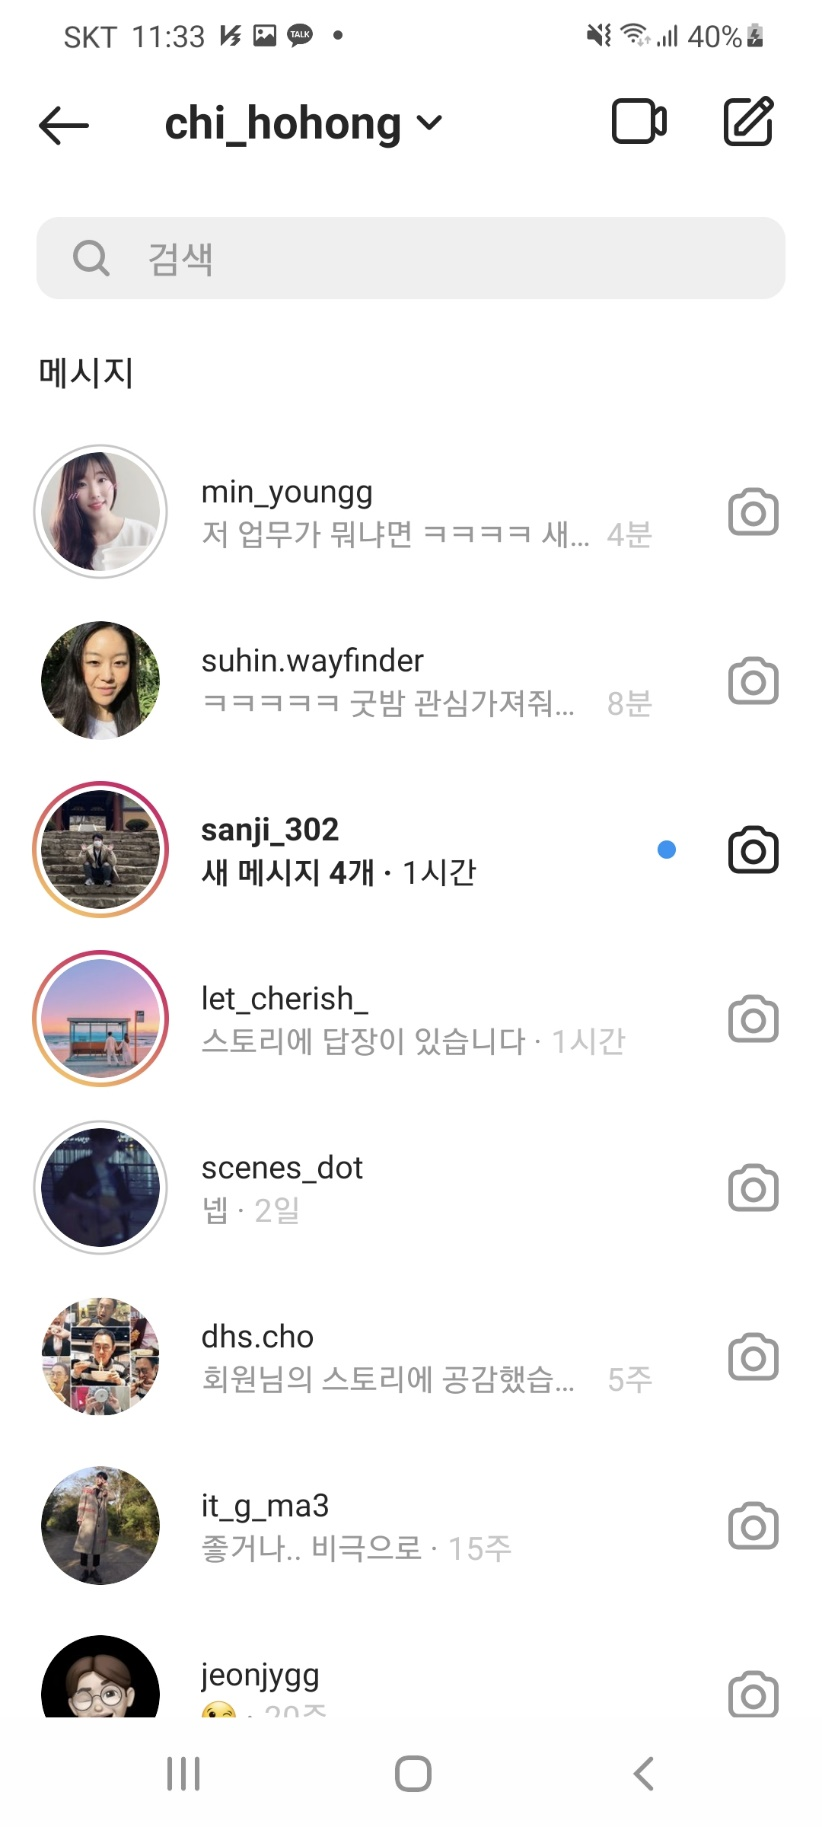 SKT 11:33 TALK 40%
chi_hohong
검색
메시지
min_youngg
저 업무가 뭐냐면 ㅋㅋㅋㅋ 새... 4분
suhin.wayfinder
ㅋㅋㅋㅋㅋ 굿밤 관심가져줘... 8분
sanji_302
새 메시지 4개 · 1시간
let_cherish_
스토리에 답장이 있습니다 · 1시간
scenes_dot
넵 · 2일
dhs.cho
회원님의 스토리에 공감했습... 5주
it_g_ma3
좋거나.. 비극으로 · 15주
jeonjygg
😉 · 20주